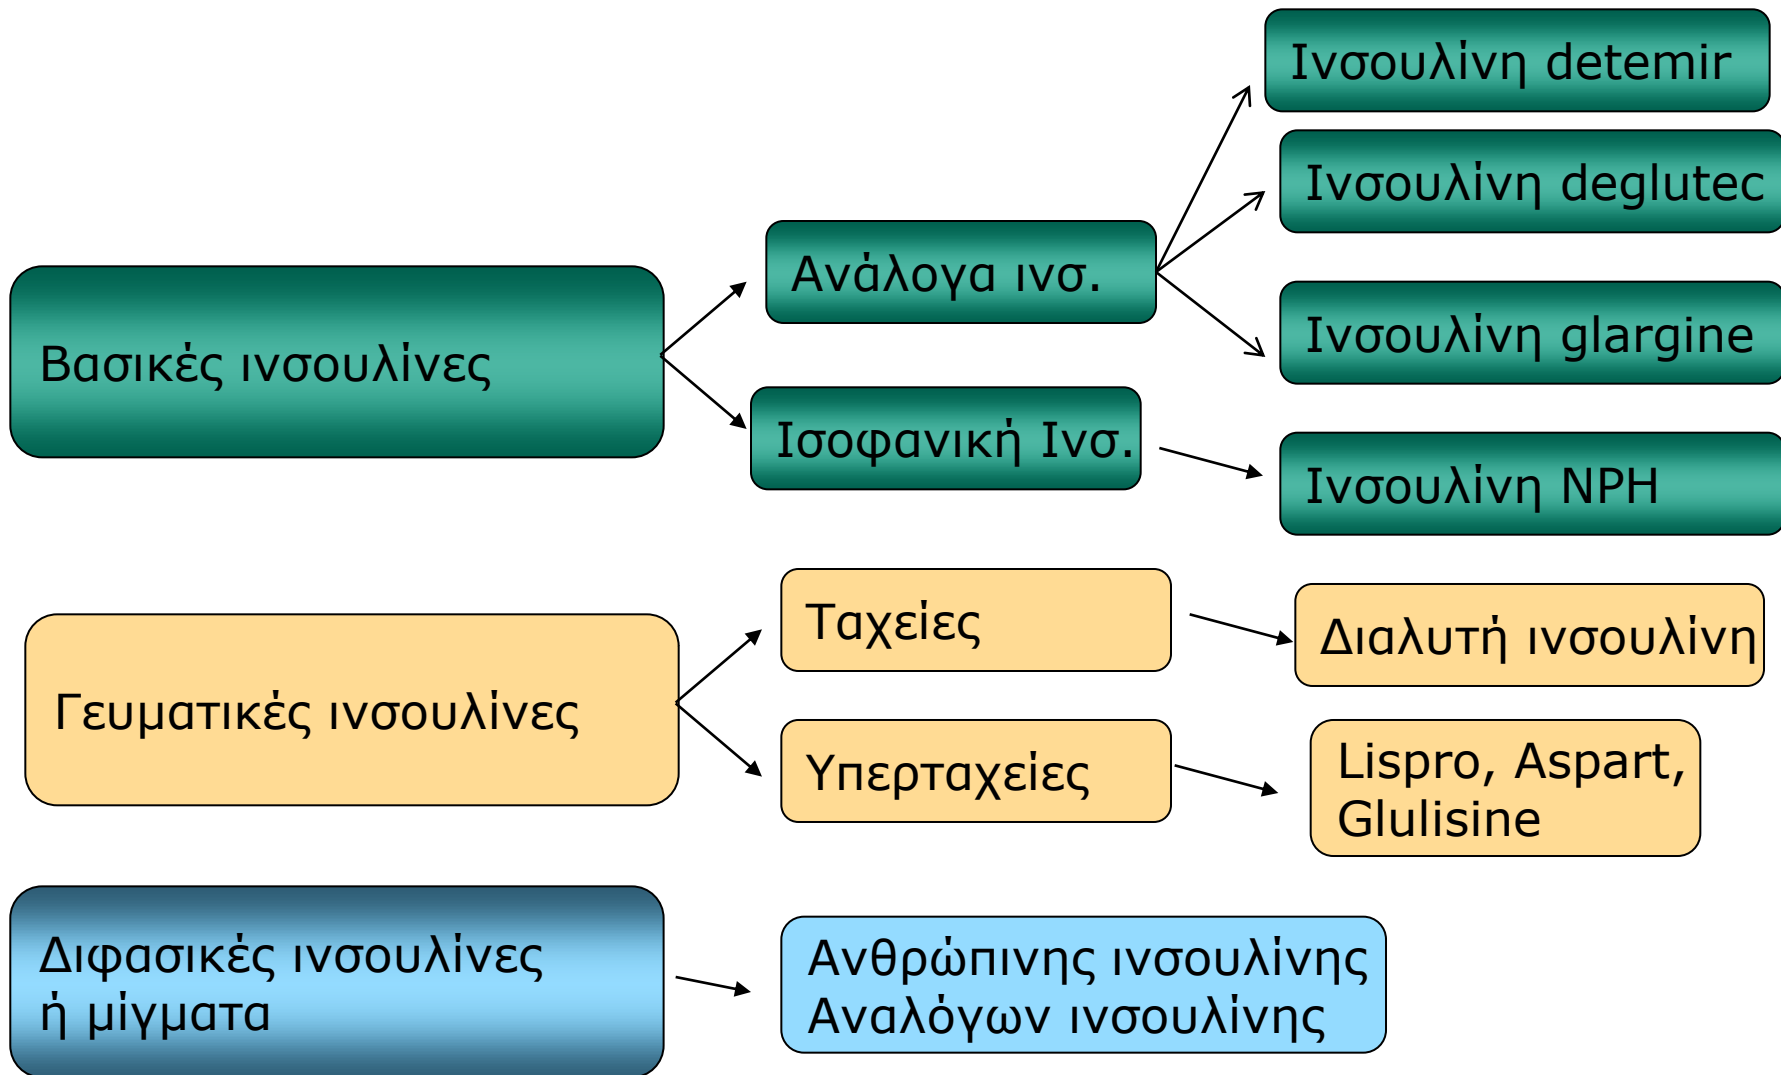 Ινσουλίνη detemir
Ινσουλίνη deglutec
Ανάλογα ινσ.
Ινσουλίνη glargine
Βασικές ινσουλίνες
Ισοφανική Ινσ.
Ινσουλίνη NPH
Ταχείες
Διαλυτή ινσουλίνη
Γευματικές ινσουλίνες
Υπερταχείες
Lispro, Aspart,
Glulisine
Διφασικές ινσουλίνες
ή μίγματα
Ανθρώπινης ινσουλίνης
Αναλόγων ινσουλίνης